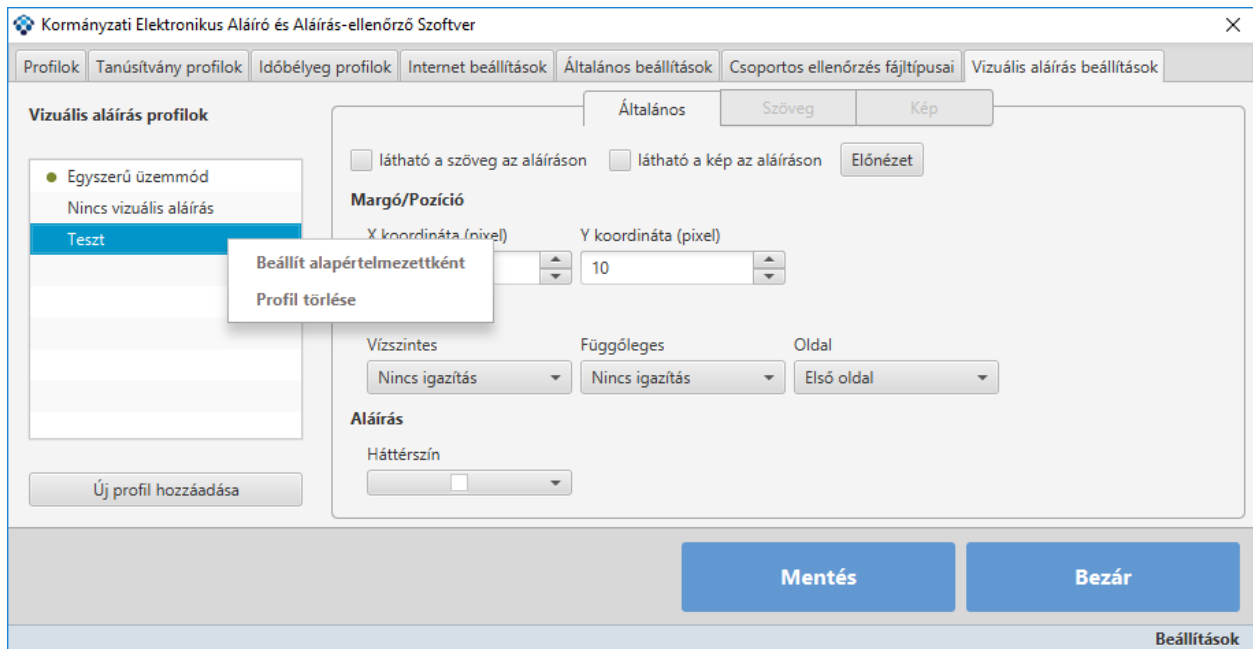 Kormányzati Elektronikus Aláíró és Aláírás-ellenőrző Szoftver
Profilok Tanúsítvány profilok Időbélyeg profilok Internet beállítások Általános beállítások Csoportos ellenőrzés fájltípusai Vizuális aláírás beállítások
Vizuális aláírás profilok
Egyszerű üzemmód
Nincs vizuális aláírás
Teszt
Beállít alapértelmezettként
Profil törlése
Új profil hozzáadása
Általános Szöveg Kép
látható a szöveg az aláíráson látható a kép az aláíráson Előnézet
Margó/Pozíció
X koordináta (pixel) Y koordináta (pixel)
10
Vízszintes Függőleges Oldal
Nincs igazítás Nincs igazítás Első oldal
Aláírás
Háttérszín
Mentés Bezár
Beállítások